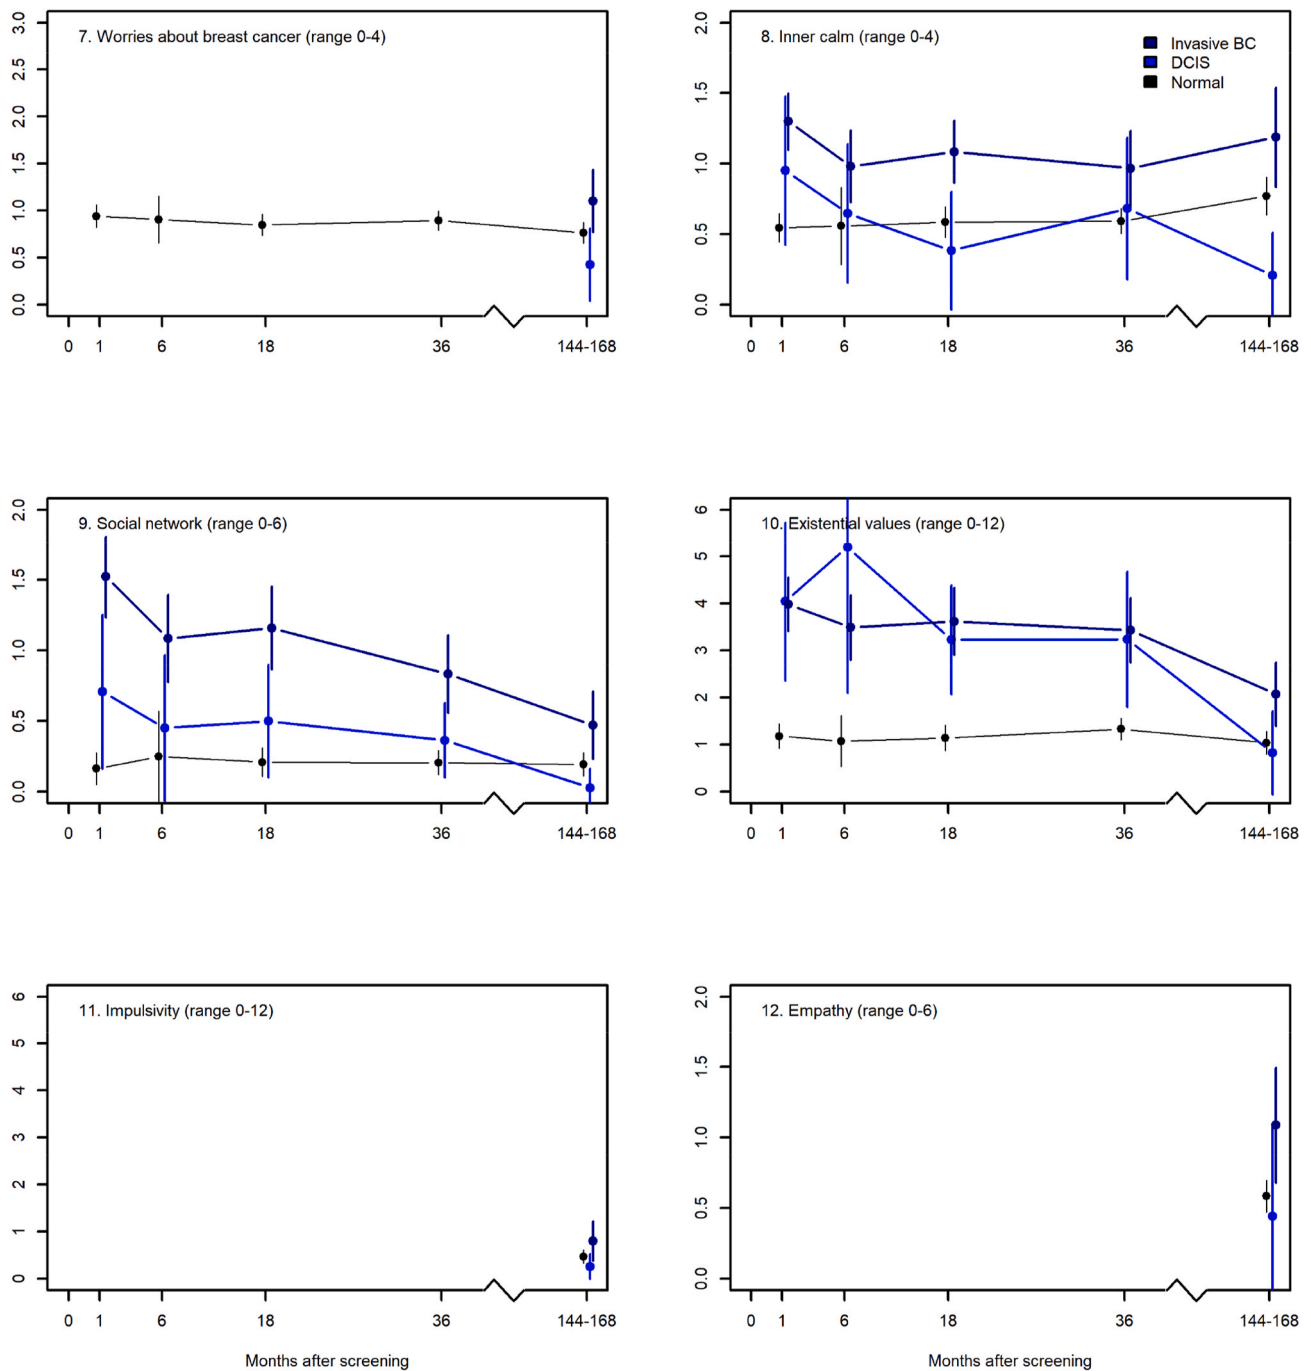 7. Worries about breast cancer (range 0-4)
3.0
2.5
2.0
1.5
1.0
0.5
0.0
0 1 6 18 36 144-168
8. Inner calm (range 0-4)
Invasive BC
DCIS
Normal
2.0
1.5
1.0
0.5
0.0
0 1 6 18 36 144-168
9. Social network (range 0-6)
2.0
1.5
1.0
0.5
0.0
0 1 6 18 36 144-168
10. Existential values (range 0-12)
6
5
4
3
2
1
0
0 1 6 18 36 144-168
11. Impulsivity (range 0-12)
6
5
4
3
2
1
0
0 1 6 18 36 144-168
Months after screening
12. Empathy (range 0-6)
2.0
1.5
1.0
0.5
0.0
0 1 6 18 36 144-168
Months after screening